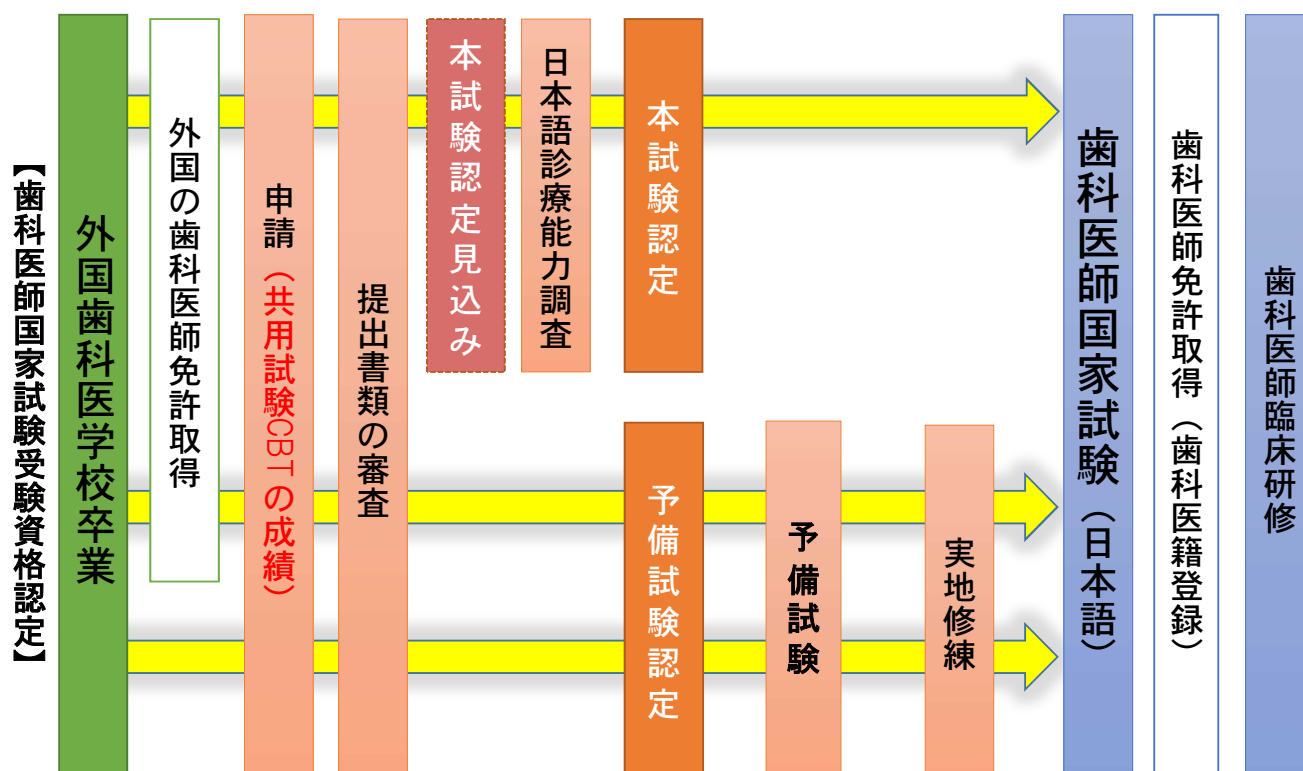 【歯科医師国家試験受験資格認定】
外国歯科医学校卒業
外国の歯科医師免許取得
申請（共用試験CBTの成績）
提出書類の審査
本試験認定見込み
日本語診療能力調査
本試験認定
予備試験認定
予備試験
実地修練
歯科医師国家試験（日本語）
歯科医師免許取得（歯科医籍登録）
歯科医師臨床研修